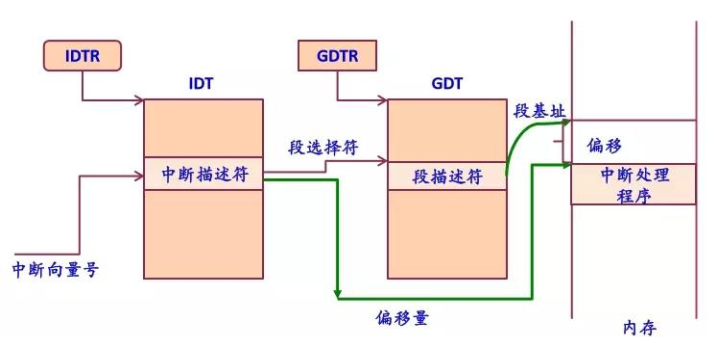 IDTR
GDTR
IDT
GDT
段基址
段选择符
偏移
中断描述符
段描述符
中断处理
程序
中断向量号
偏移量
内存